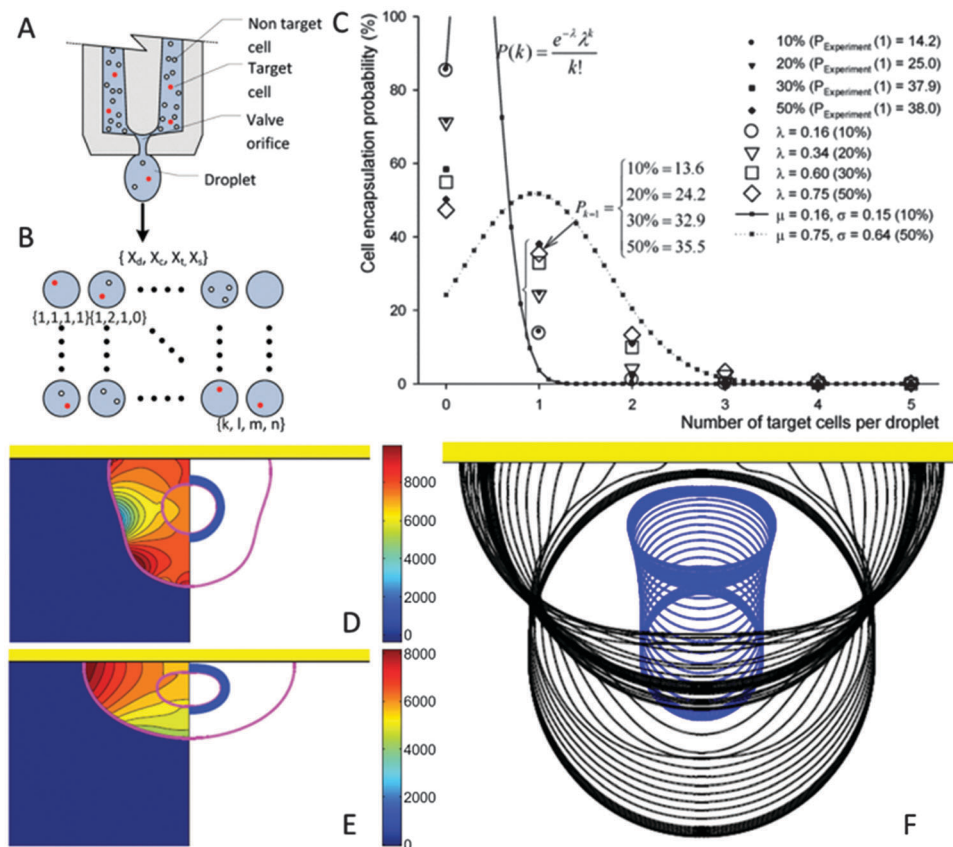 A
Non target
cell
Target
cell
Valve
orifice
Droplet
B
{ X_d, X_c, X_t, X_s}
{1,1,1,1}{1,2,1,0}
{k, l, m, n}
C
Cell encapsulation probability (%)
100
80
60
40
20
0
P(k) = e^{-λ} λ^k / k!
10% (P_Experiment (1) = 14.2)
20% (P_Experiment (1) = 25.0)
30% (P_Experiment (1) = 37.9)
50% (P_Experiment (1) = 38.0)
λ = 0.16 (10%)
λ = 0.34 (20%)
λ = 0.60 (30%)
λ = 0.75 (50%)
μ = 0.16, σ = 0.15 (10%)
μ = 0.75, σ = 0.64 (50%)
P_{k=1} =
10% = 13.6
20% = 24.2
30% = 32.9
50% = 35.5
0 1 2 3 4 5
Number of target cells per droplet
D
8000
6000
4000
2000
0
E
8000
6000
4000
2000
0
F